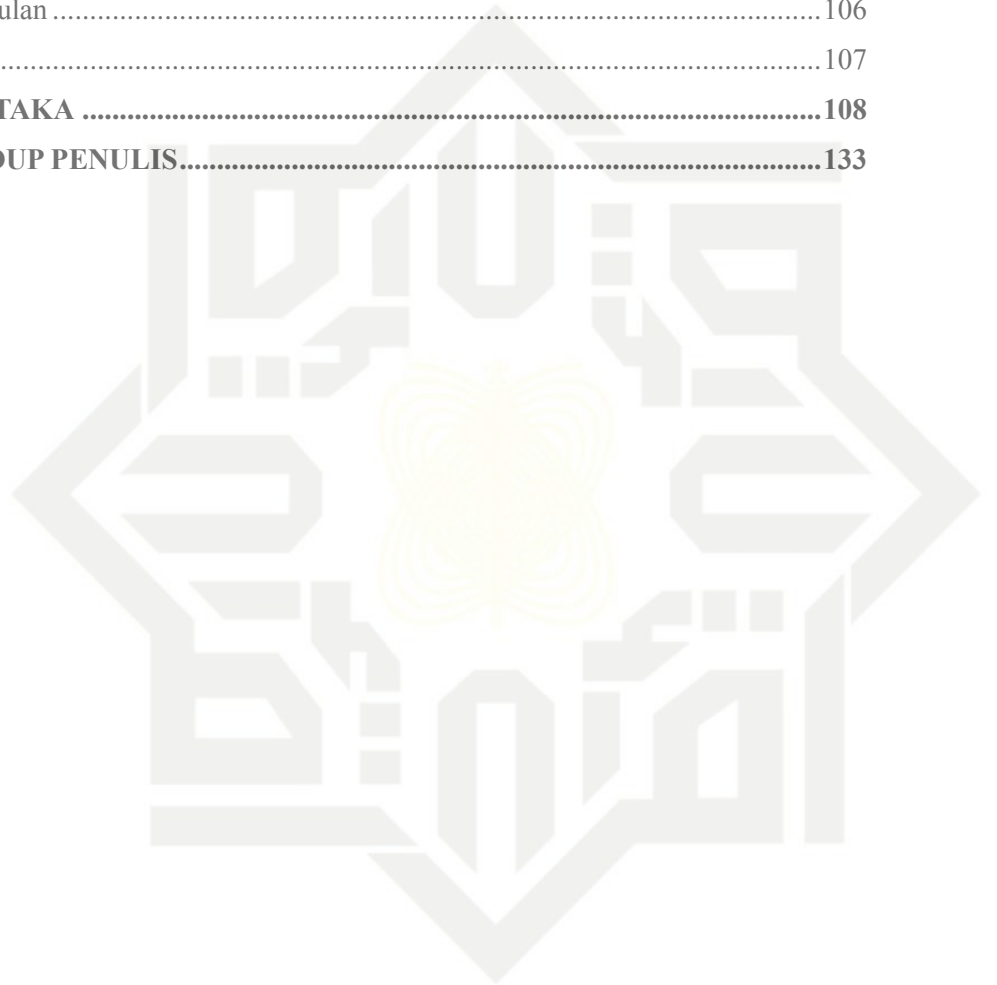 ulan ........................................................................................................106
................................................................................................................107
TAKA ...................................................................................................108
DUP PENULIS.....................................................................................133